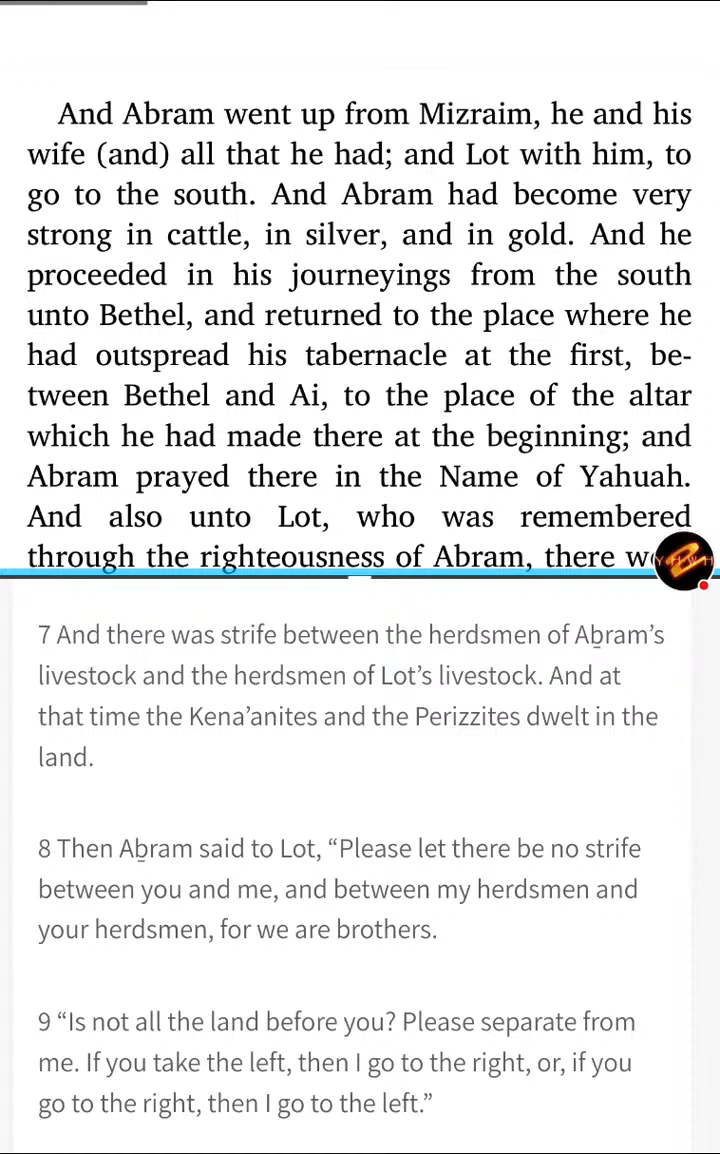 And Abram went up from Mizraim, he and his
wife (and) all that he had; and Lot with him, to
go to the south. And Abram had become very
strong in cattle, in silver, and in gold. And he
proceeded in his journeyings from the south
unto Bethel, and returned to the place where he
had outspread his tabernacle at the first, be-
tween Bethel and Ai, to the place of the altar
which he had made there at the beginning; and
Abram prayed there in the Name of Yahuah.
And also unto Lot, who was remembered
through the righteousness of Abram, there
7 And there was strife between the herdsmen of Aḇram’s
livestock and the herdsmen of Lot’s livestock. And at
that time the Kena’anites and the Perizzites dwelt in the
land.
8 Then Aḇram said to Lot, “Please let there be no strife
between you and me, and between my herdsmen and
your herdsmen, for we are brothers.
9 “Is not all the land before you? Please separate from
me. If you take the left, then I go to the right, or, if you
go to the right, then I go to the left.”